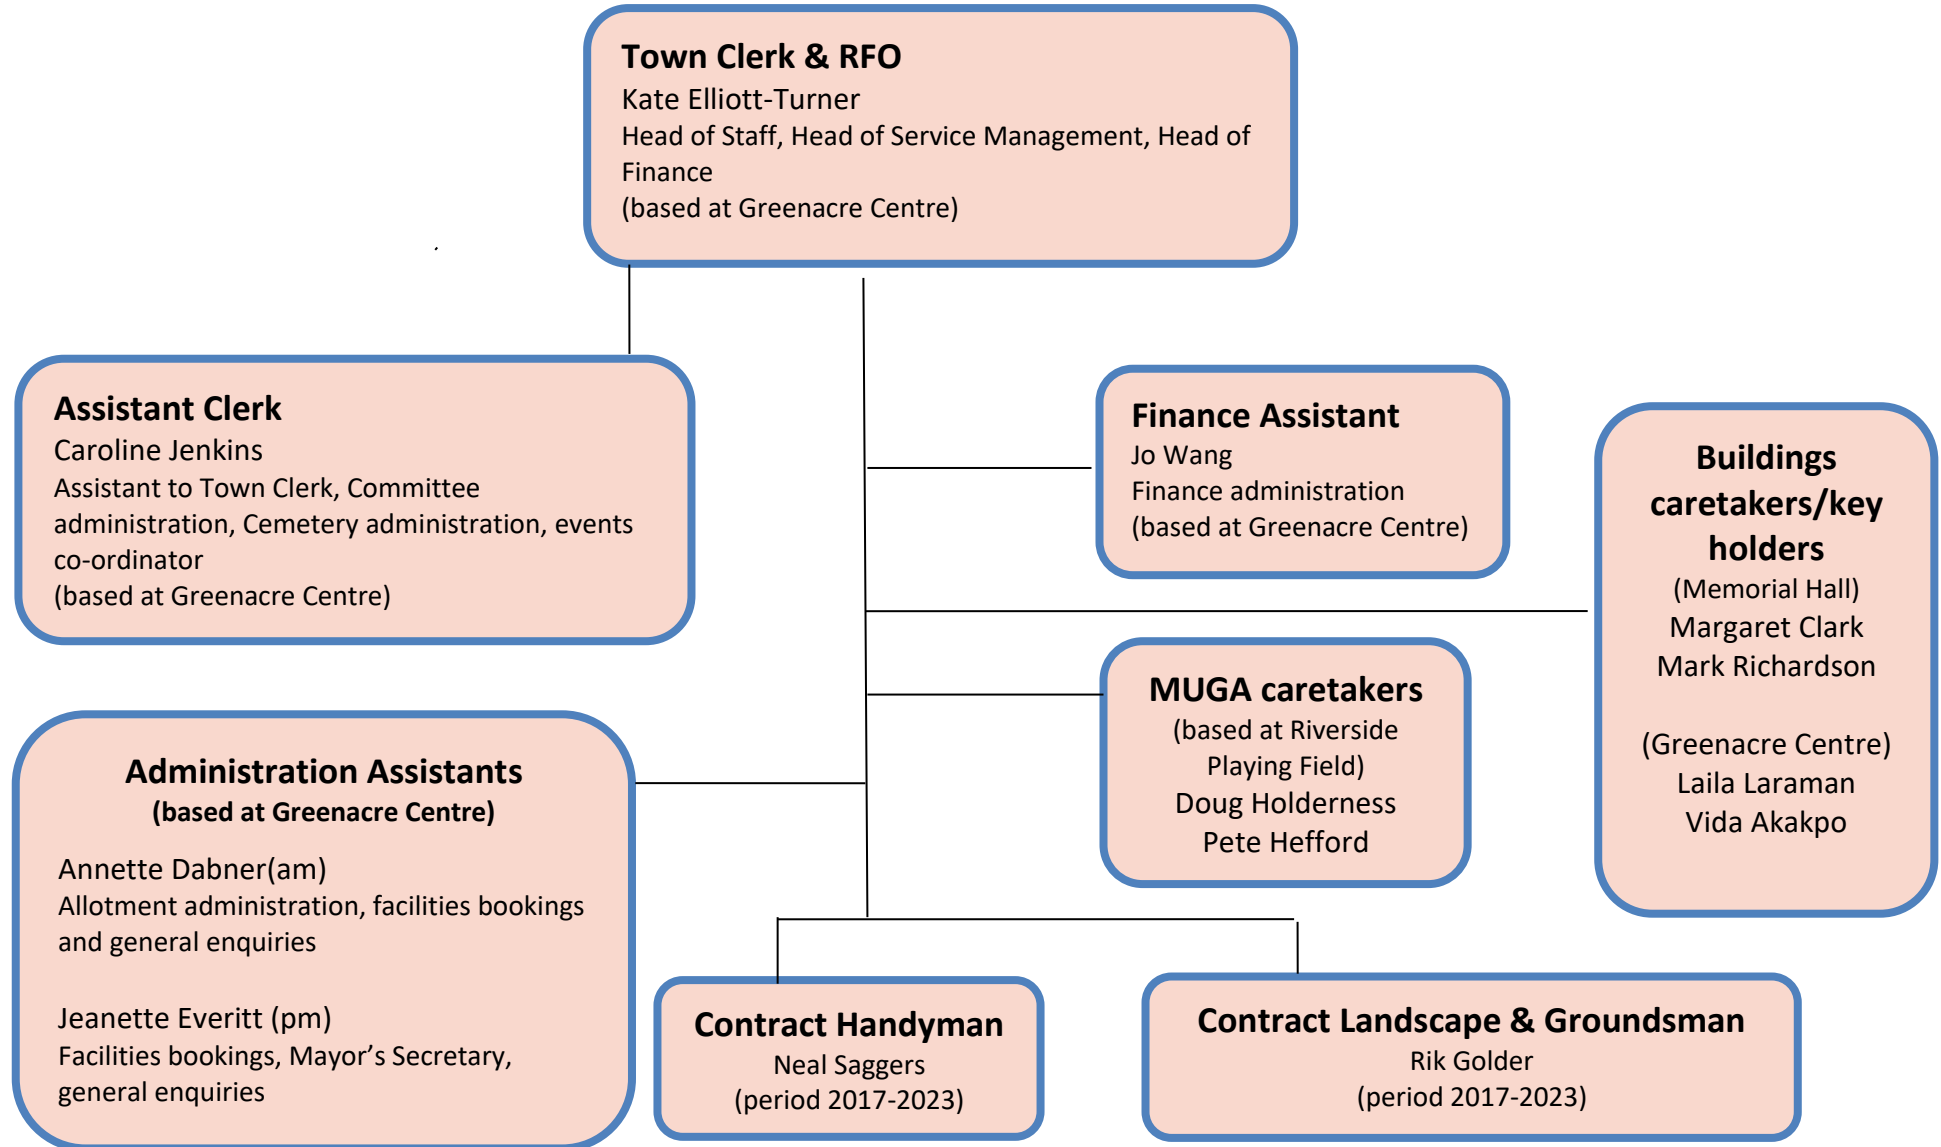 Town Clerk & RFO
Kate Elliott-Turner
Head of Staff, Head of Service Management, Head of
Finance
(based at Greenacre Centre)
Assistant Clerk
Caroline Jenkins
Assistant to Town Clerk, Committee
administration, Cemetery administration, events
co-ordinator
(based at Greenacre Centre)
Finance Assistant
Jo Wang
Finance administration
(based at Greenacre Centre)
Buildings
caretakers/key
holders
(Memorial Hall)
Margaret Clark
Mark Richardson
(Greenacre Centre)
Laila Laraman
Vida Akakpo
MUGA caretakers
(based at Riverside
Playing Field)
Doug Holderness
Pete Hefford
Administration Assistants
(based at Greenacre Centre)
Annette Dabner(am)
Allotment administration, facilities bookings
and general enquiries
Jeanette Everitt (pm)
Facilities bookings, Mayor’s Secretary,
general enquiries
Contract Handyman
Neal Saggers
(period 2017-2023)
Contract Landscape & Groundsman
Rik Golder
(period 2017-2023)